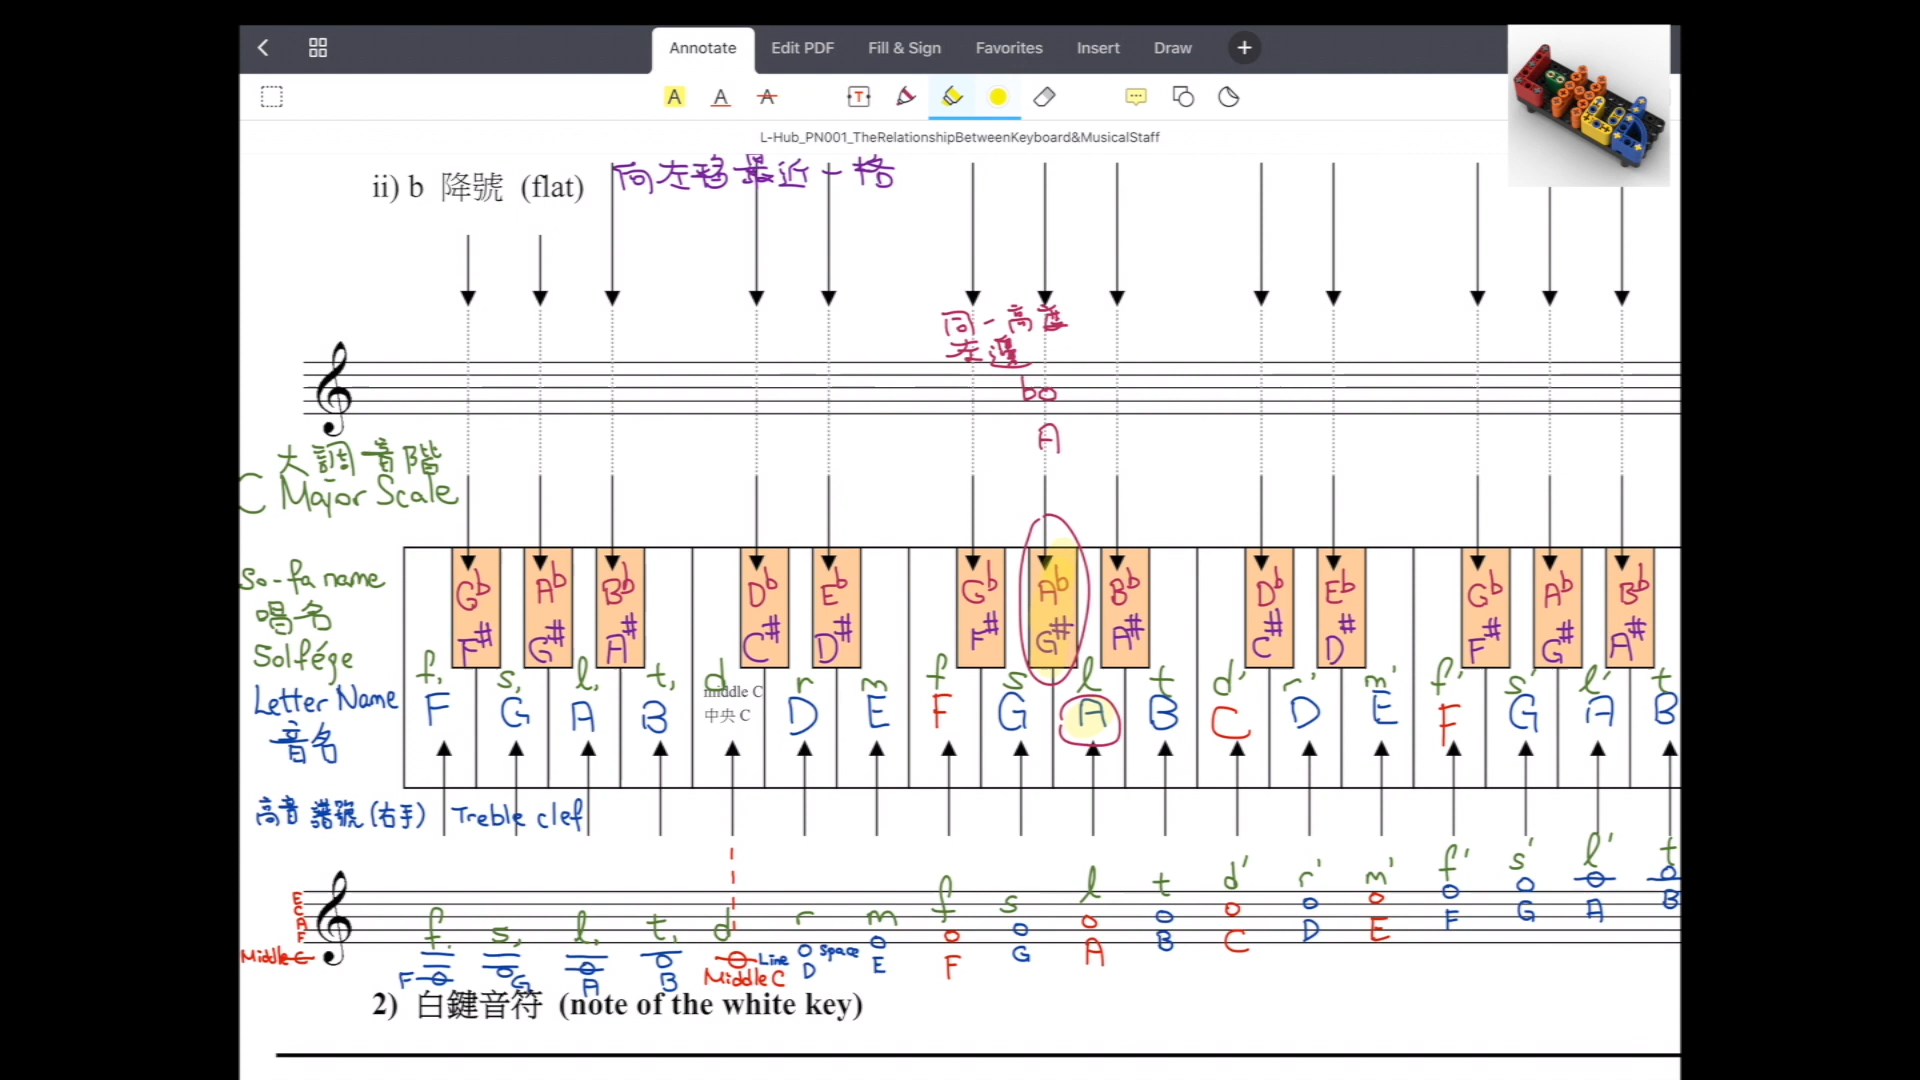 Annotate Edit PDF Fill & Sign Favorites Insert Draw
L-Hub_PN001_TheRelationshipBetweenKeyboard&MusicalStaff
ii) b 降號 (flat) 向左移最近一格
同一高度
左邊
bo
A
大調音階
C Major Scale
So-fa name
唱名
Solfége
Gb Ab Bb Db Eb Gb Ab Bb Db Eb Gb Ab Bb
F# G# A# C# D# F# G# A# C# D# F# G# A#
f, s, l, t, d r m f s l t d' r' m' f' s' l' t
middle C
中央 C
Letter Name F G A B D E F G A B C D E F G A B
音名
高音譜號(右手) Treble clef
f, s, l, t, d r m f s l t d' r' m' f' s' l' t
E
C
A
F
Middle C
F G A B Middle C Line D Space E F G A B C D E F G A B
2) 白鍵音符 (note of the white key)